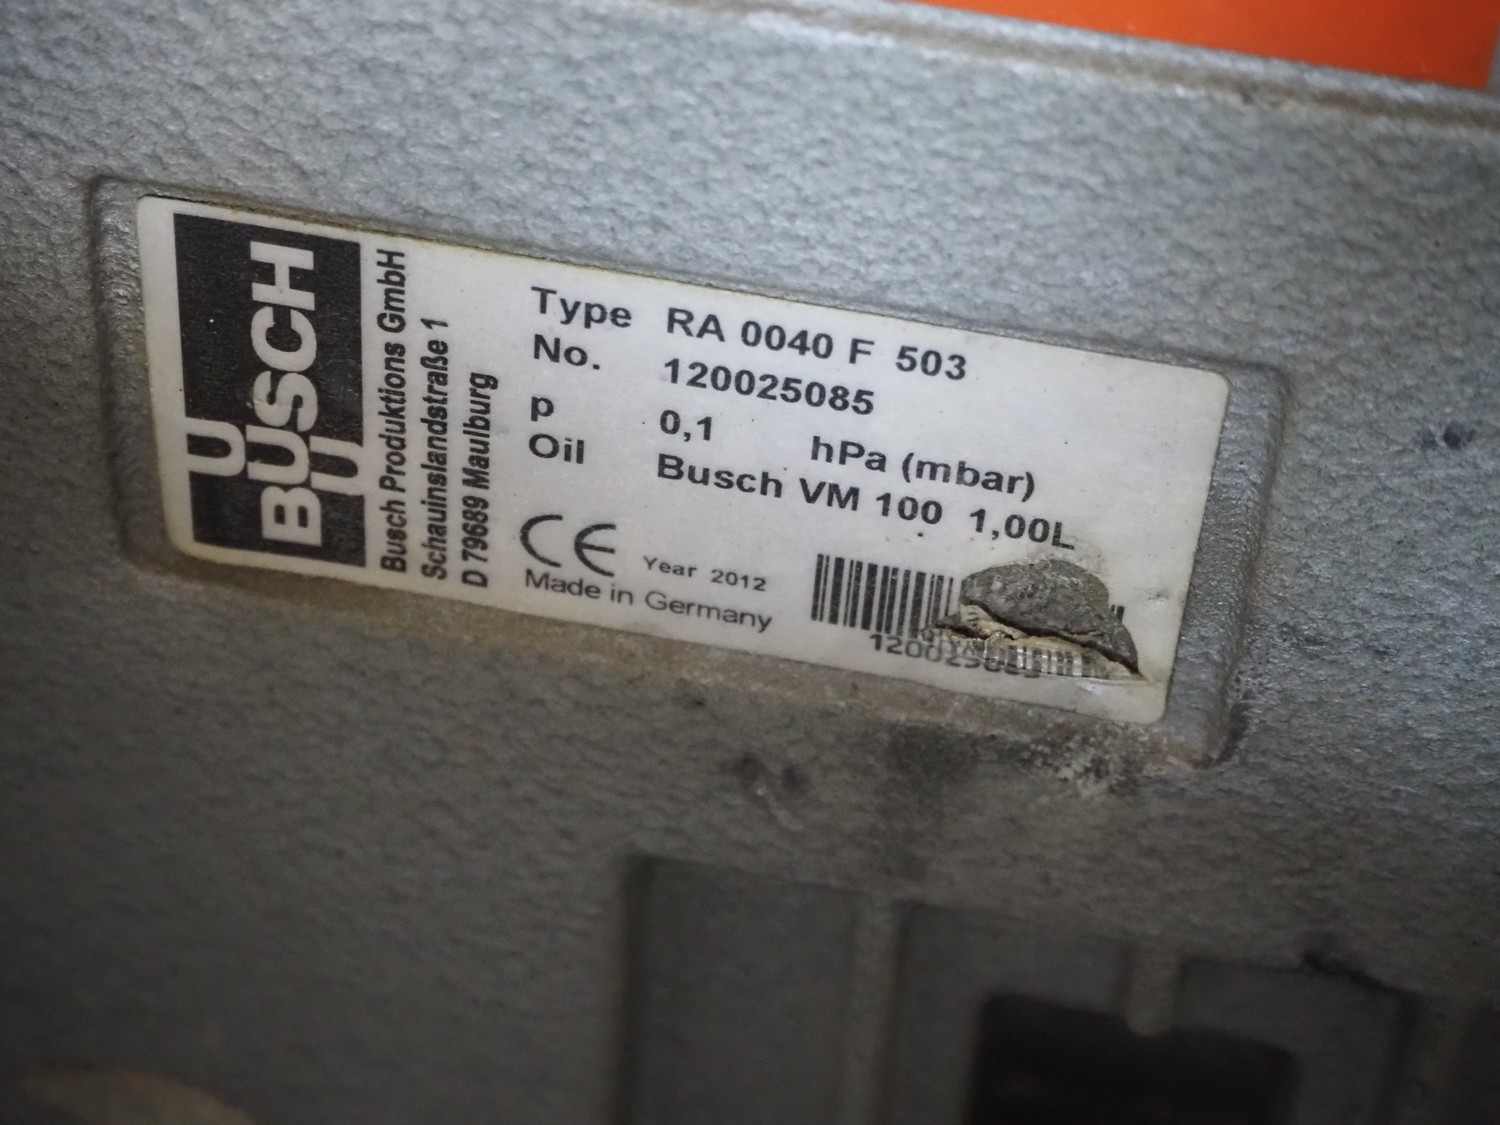 BUSCH
Busch Produktions GmbH
Schauinslandstraße 1
D 79689 Maulburg
Type RA 0040 F 503
No. 120025085
p 0,1 hPa (mbar)
Oil Busch VM 100 1,00L
CE Year 2012
Made in Germany
120025085